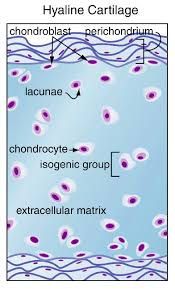 Hyaline Cartilage
chondroblast perichondrium
lacunae
chondrocyte
isogenic group
extracellular matrix